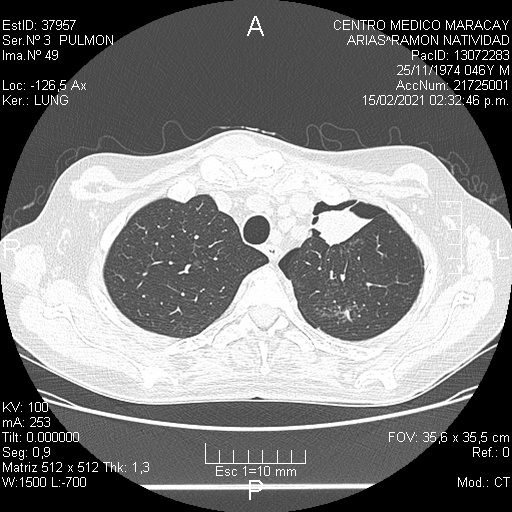 EstID: 37957
Ser.Nº 3 PULMON
Ima.Nº 49
Loc: -126,5 Ax
Ker.: LUNG
A
CENTRO MEDICO MARACAY
ARIAS^RAMON NATIVIDAD
PacID: 13072283
25/11/1974 046Y M
AccNum: 21725001
15/02/2021 02:32:46 p.m.
R
L
KV: 100
mA: 253
Tilt: 0.000000
Seg: 0,9
Matriz 512 x 512 Thk: 1,3
W:1500 L:-700
Esc 1=10 mm
P
FOV: 35,6 x 35,5 cm
Ref.: 0
Mod.: CT